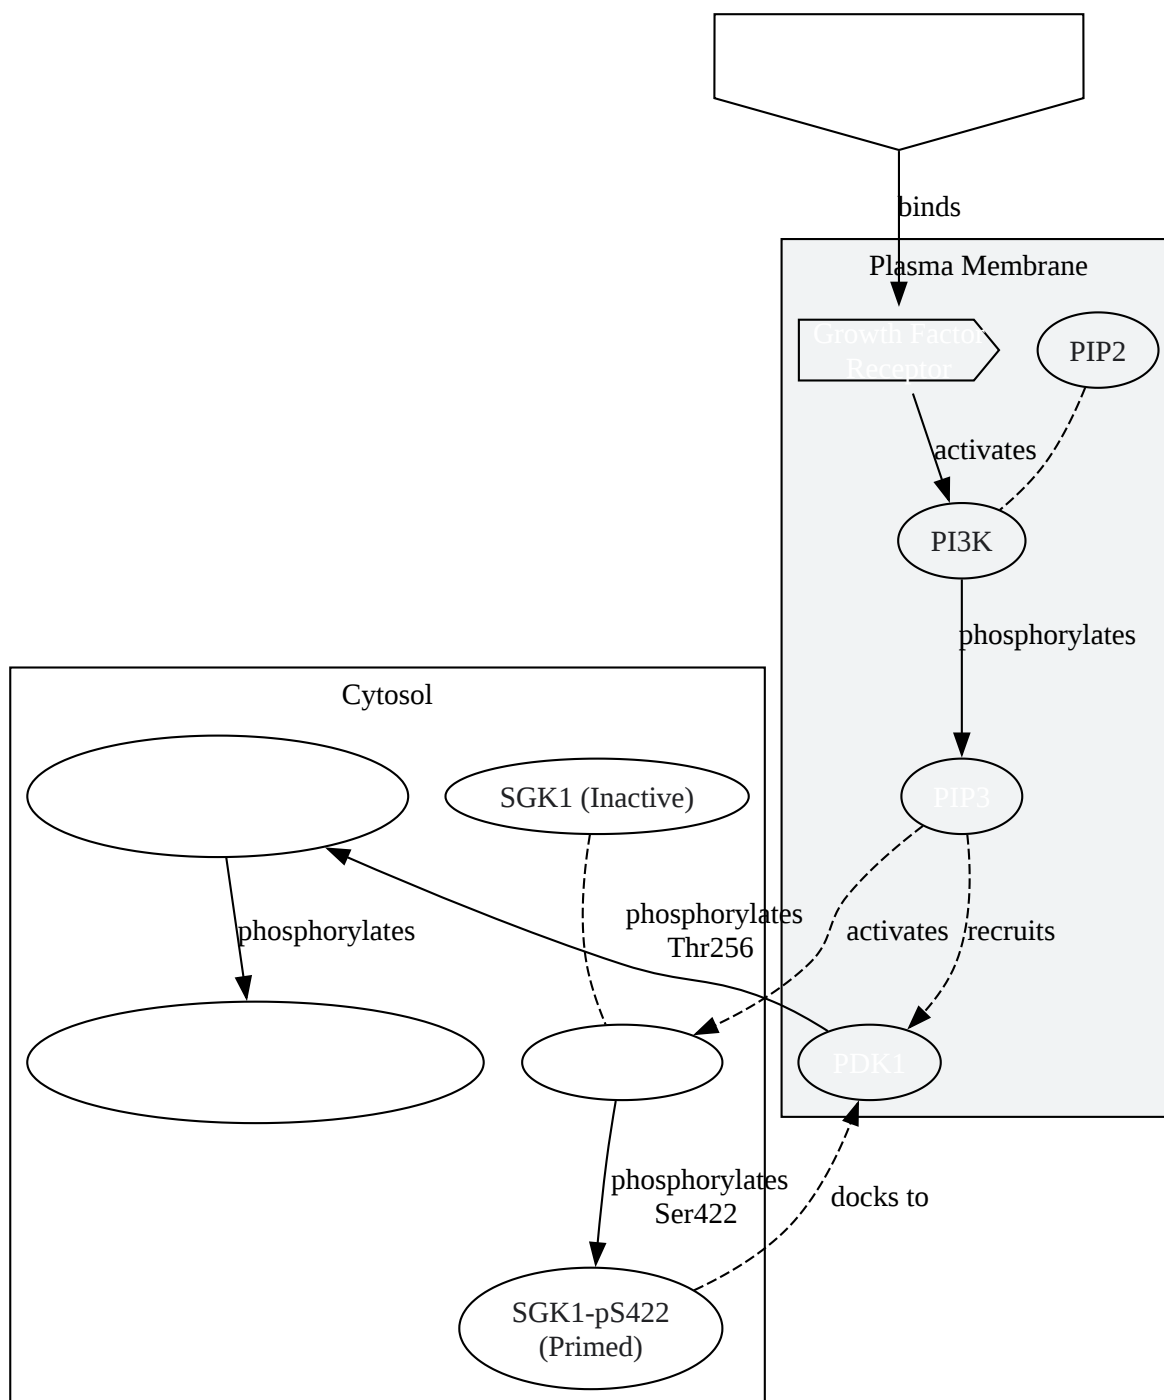 binds
Plasma Membrane
Growth Factor
Receptor
PIP2
activates
PI3K
phosphorylates
Cytosol
SGK1 (Inactive)
PIP3
phosphorylates
phosphorylates
Thr256
activates
recruits
PDK1
phosphorylates
Ser422
docks to
SGK1-pS422
(Primed)